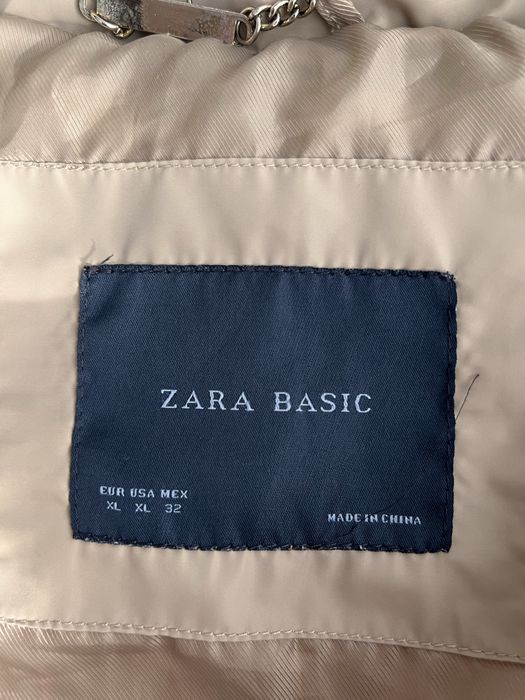 ZARA BASIC
EUR USA MEX
XL XL 32
MADE IN CHINA